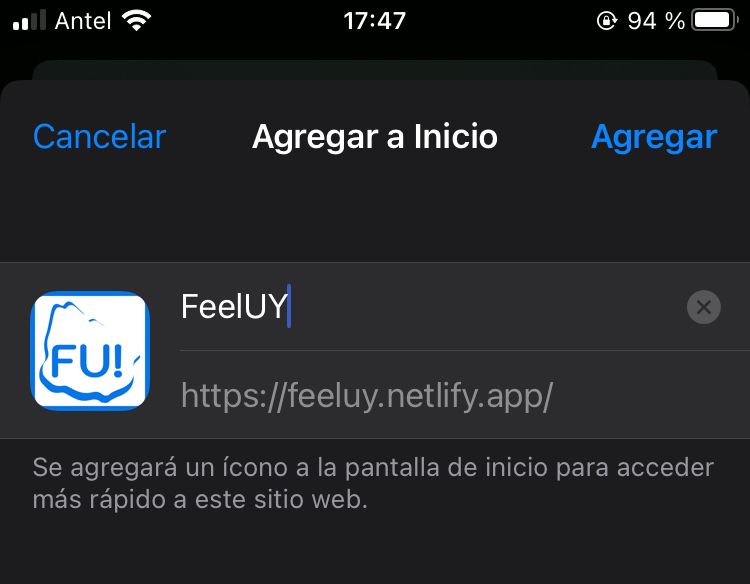 Antel 17:47 94 %
Cancelar Agregar a Inicio Agregar
FeelUY
FU!
https://feeluy.netlify.app/
Se agregará un ícono a la pantalla de inicio para acceder
más rápido a este sitio web.